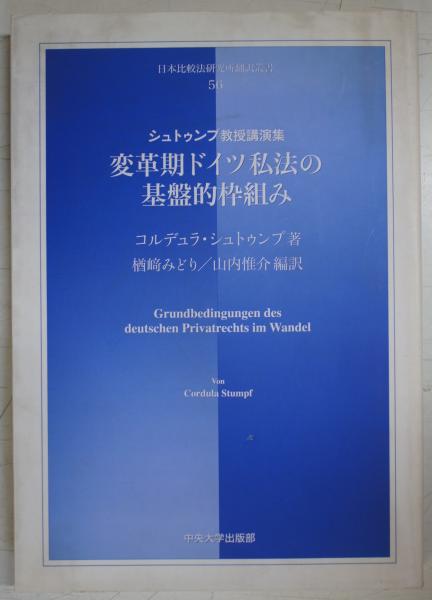 日本比較法研究所翻訳叢書
56
シュトゥンプ教授講演集
変革期ドイツ私法の
基盤的枠組み
コルデュラ・シュトゥンプ著
楢﨑みどり／山内惟介編訳
Grundbedingungen des
deutschen Privatrechts im Wandel
Von
Cordula Stumpf
中央大学出版部